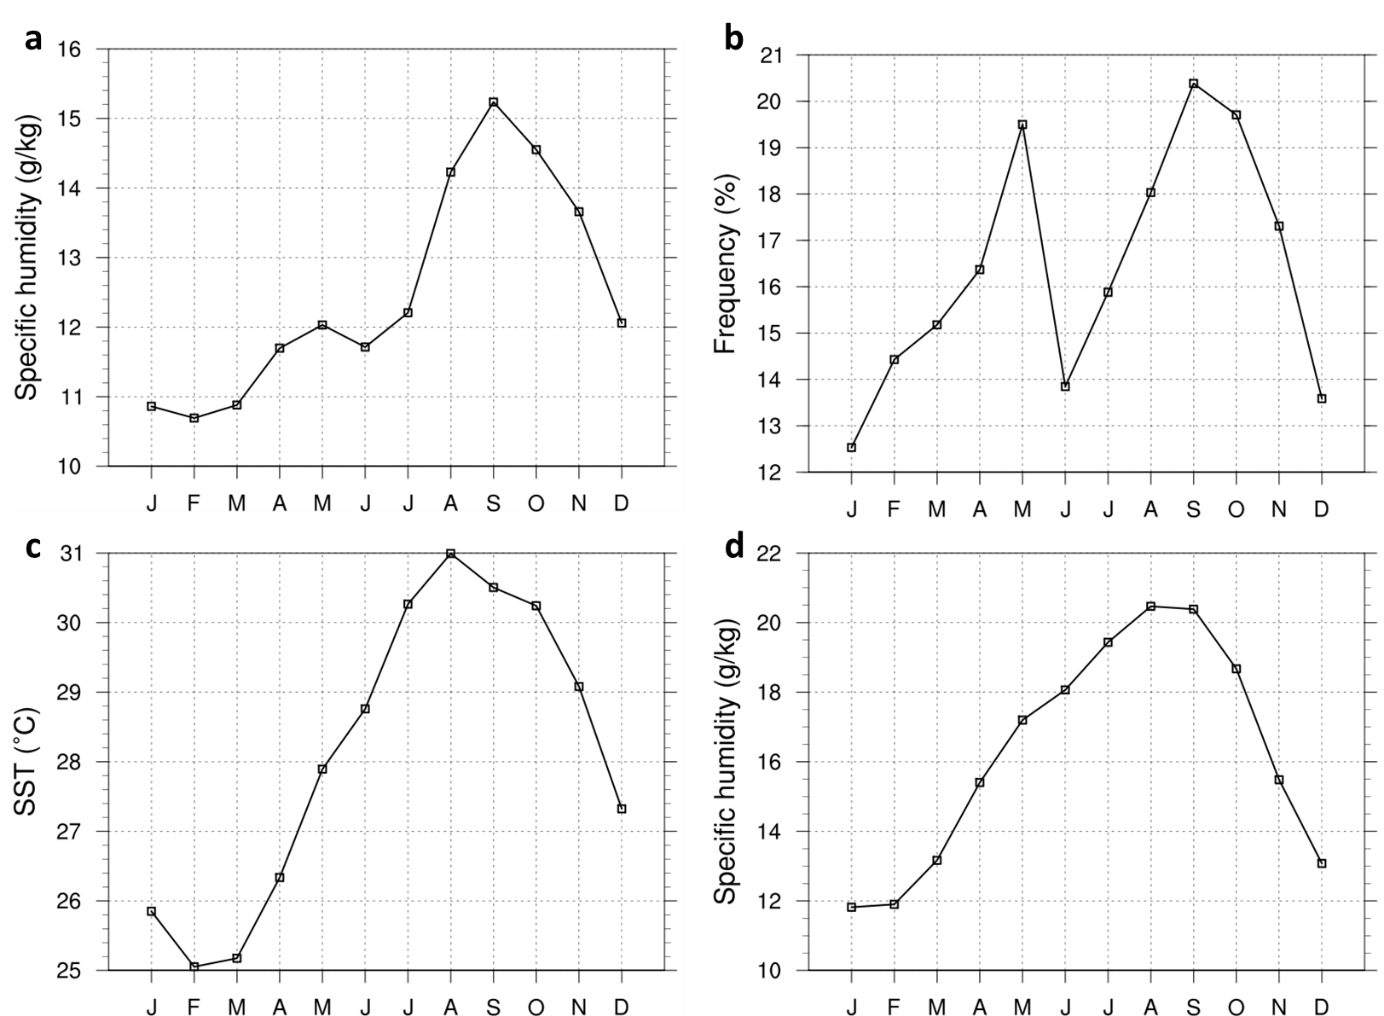 a
Specific humidity (g/kg)
16
15
14
13
12
11
10
J F M A M J J A S O N D
b
Frequency (%)
21
20
19
18
17
16
15
14
13
12
J F M A M J J A S O N D
c
SST (˚C)
31
30
29
28
27
26
25
J F M A M J J A S O N D
d
Specific humidity (g/kg)
22
20
18
16
14
12
10
J F M A M J J A S O N D